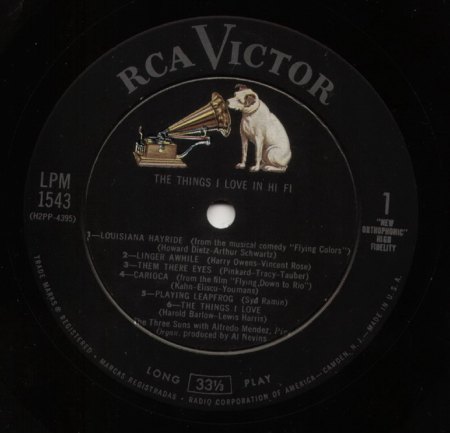 RCA VICTOR
THE THINGS I LOVE IN HI FI
LPM
1543
(H2PP-4395)
1
"NEW
ORTHOPHONIC"
HIGH
FIDELITY
1—LOUISIANA HAYRIDE (from the musical comedy "Flying Colors")
(Howard Dietz-Arthur Schwartz)
2—LINGER AWHILE (Harry Owens-Vincent Rose)
3—THEM THERE EYES (Pinkard-Tracy-Tauber)
4—CARIOCA (from the film "Flying Down to Rio")
(Kahn-Eliscu-Youmans)
5—PLAYING LEAPFROG (Syd Ramin)
6—THE THINGS I LOVE
(Harold Barlow-Lewis Harris)
The Three Suns with Alfredo Mendez, Pipe
Organ, produced by Al Nevins
LONG 33⅓ PLAY
TRADE MARKS ® REGISTERED • MARCAS REGISTRADAS • RADIO CORPORATION OF AMERICA—CAMDEN, N. J. MADE IN U.S.A.